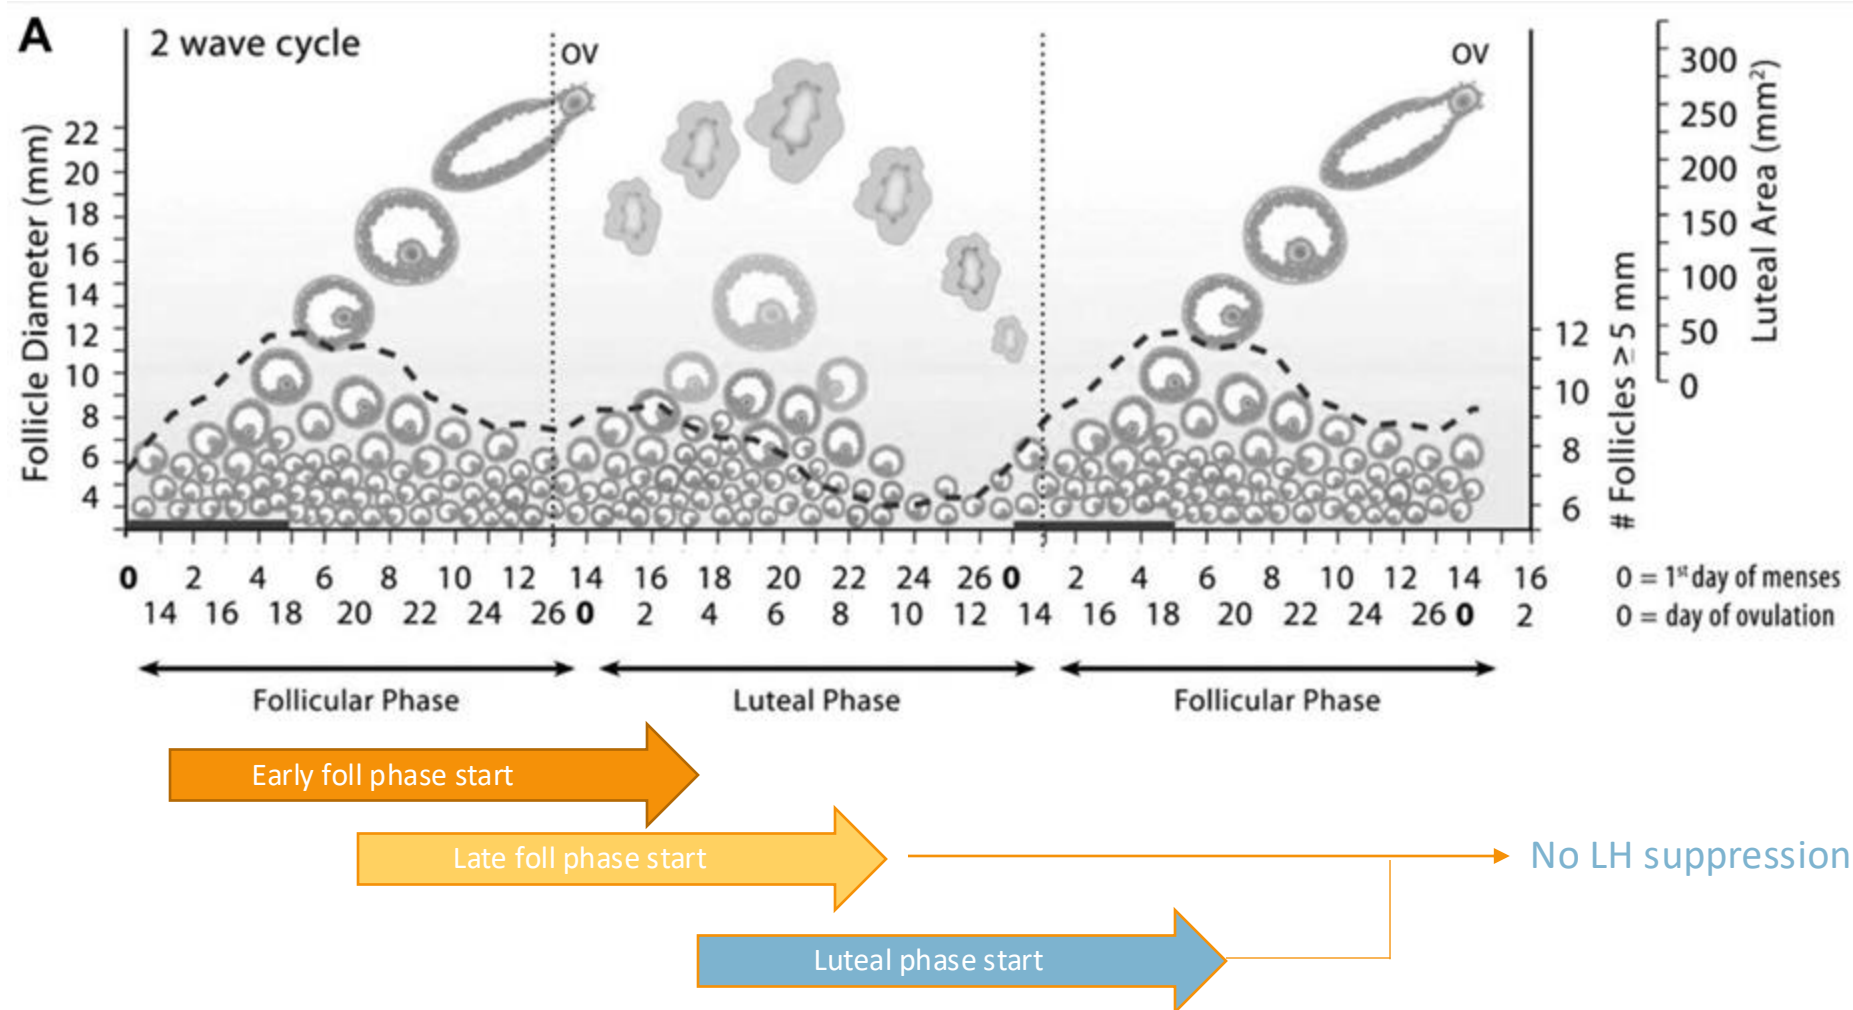 A
2 wave cycle
OV
OV
Follicle Diameter (mm)
22
20
18
16
14
12
10
8
6
4
12
10
8
6
# Follicles ≥ 5 mm
300
250
200
150
100
50
0
Luteal Area (mm²)
0 2 4 6 8 10 12 14 16 18 20 22 24 26 0 2 4 6 8 10 12 14 16
0 = 1st day of menses
14 16 18 20 22 24 26 0 2 4 6 8 10 12 14 16 18 20 22 24 26 0 2
0 = day of ovulation
Follicular Phase
Luteal Phase
Follicular Phase
Early foll phase start
Late foll phase start
No LH suppression
Luteal phase start